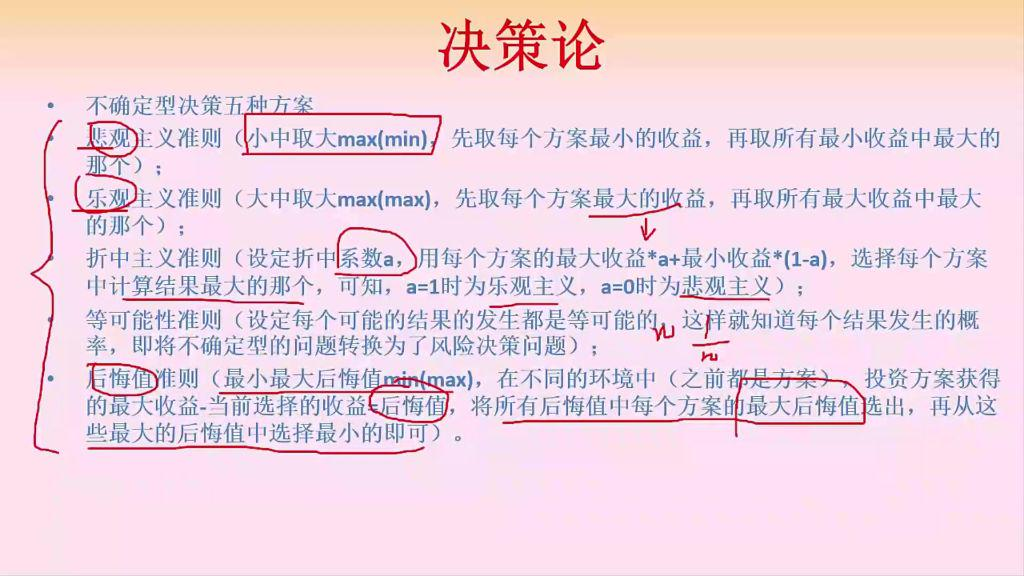 决策论
• 不确定型决策五种方案
• 悲观主义准则（小中取大max(min)，先取每个方案最小的收益，再取所有最小收益中最大的
那个）；
• 乐观主义准则（大中取大max(max)，先取每个方案最大的收益，再取所有最大收益中最大
的那个）；
• 折中主义准则（设定折中系数a，用每个方案的最大收益*a+最小收益*(1-a)，选择每个方案
中计算结果最大的那个，可知，a=1时为乐观主义，a=0时为悲观主义）；
• 等可能性准则（设定每个可能的结果的发生都是等可能的，这样就知道每个结果发生的概
率，即将不确定型的问题转换为了风险决策问题）；
n 1/n
• 后悔值准则（最小最大后悔值min(max)，在不同的环境中（之前都是方案），投资方案获得
的最大收益-当前选择的收益=后悔值，将所有后悔值中每个方案的最大后悔值选出，再从这
些最大的后悔值中选择最小的即可）。